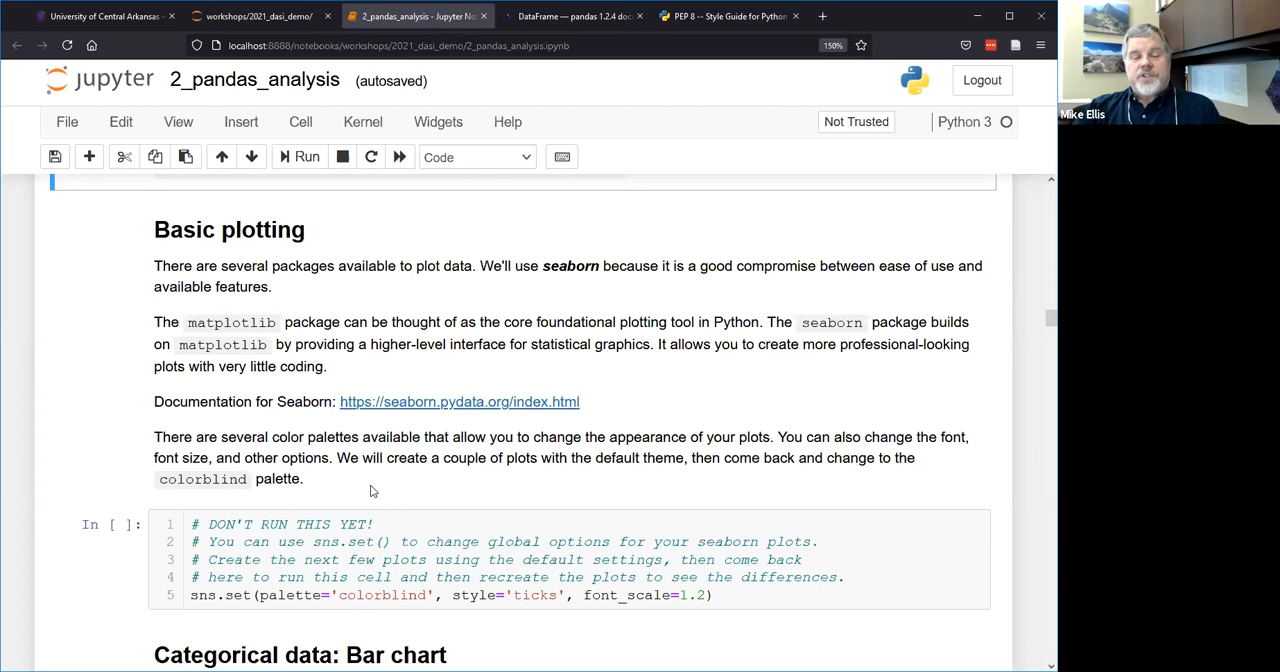 University of Central Arkansas
workshops/2021_dasi_demo/
2_pandas_analysis - Jupyter No
DataFrame — pandas 1.2.4 doc
PEP 8 -- Style Guide for Python
localhost:8888/notebooks/workshops/2021_dasi_demo/2_pandas_analysis.ipynb
150%
jupyter 2_pandas_analysis (autosaved)
Logout
File Edit View Insert Cell Kernel Widgets Help
Not Trusted
Python 3
Run
Code
Mike Ellis
Basic plotting
There are several packages available to plot data. We'll use seaborn because it is a good compromise between ease of use and
available features.
The matplotlib package can be thought of as the core foundational plotting tool in Python. The seaborn package builds
on matplotlib by providing a higher-level interface for statistical graphics. It allows you to create more professional-looking
plots with very little coding.
Documentation for Seaborn: https://seaborn.pydata.org/index.html
There are several color palettes available that allow you to change the appearance of your plots. You can also change the font,
font size, and other options. We will create a couple of plots with the default theme, then come back and change to the
colorblind palette.
In [ ]:
1 # DON'T RUN THIS YET!
2 # You can use sns.set() to change global options for your seaborn plots.
3 # Create the next few plots using the default settings, then come back
4 # here to run this cell and then recreate the plots to see the differences.
5 sns.set(palette='colorblind', style='ticks', font_scale=1.2)
Categorical data: Bar chart